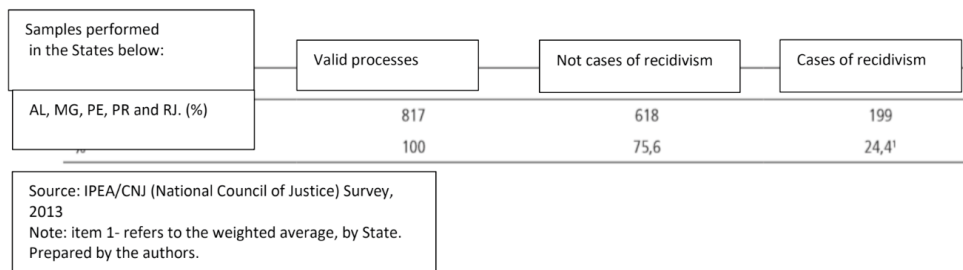 Samples performed
in the States below:
Valid processes
Not cases of recidivism
Cases of recidivism
AL, MG, PE, PR and RJ. (%)
817
618
199
100
75,6
24,4¹
Source: IPEA/CNJ (National Council of Justice) Survey,
2013
Note: item 1- refers to the weighted average, by State.
Prepared by the authors.